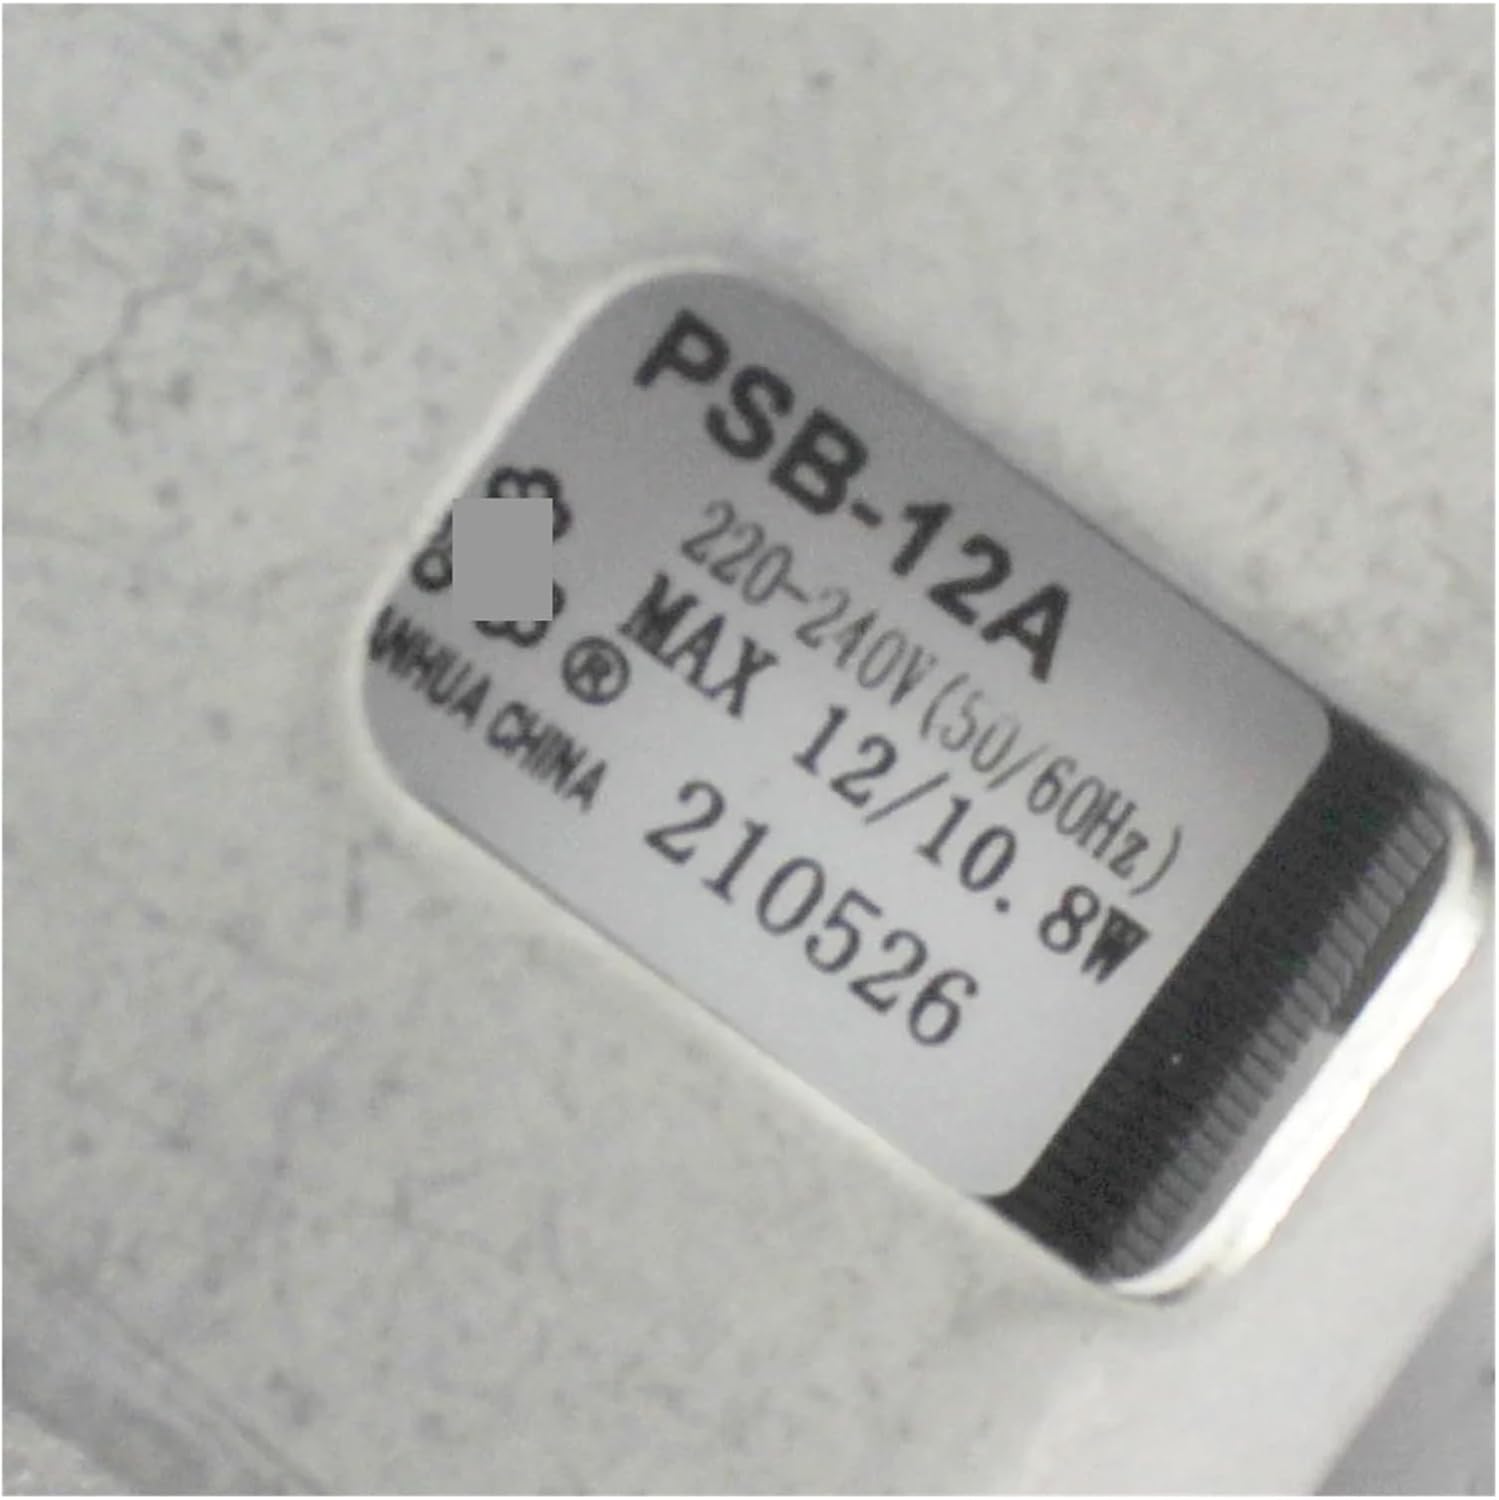 PSB-12A
220-240V(50/60Hz)
MAX 12/10.8W
®
210526
CHINA